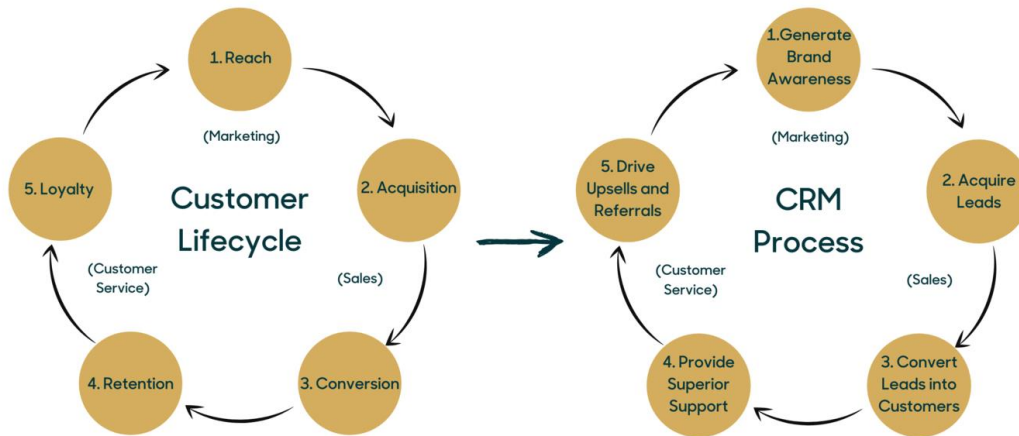 1. Reach
(Marketing)
2. Acquisition
(Sales)
3. Conversion
4. Retention
(Customer
Service)
5. Loyalty
Customer
Lifecycle
1.Generate
Brand
Awareness
(Marketing)
2. Acquire
Leads
(Sales)
3. Convert
Leads into
Customers
4. Provide
Superior
Support
(Customer
Service)
5. Drive
Upsells and
Referrals
CRM
Process